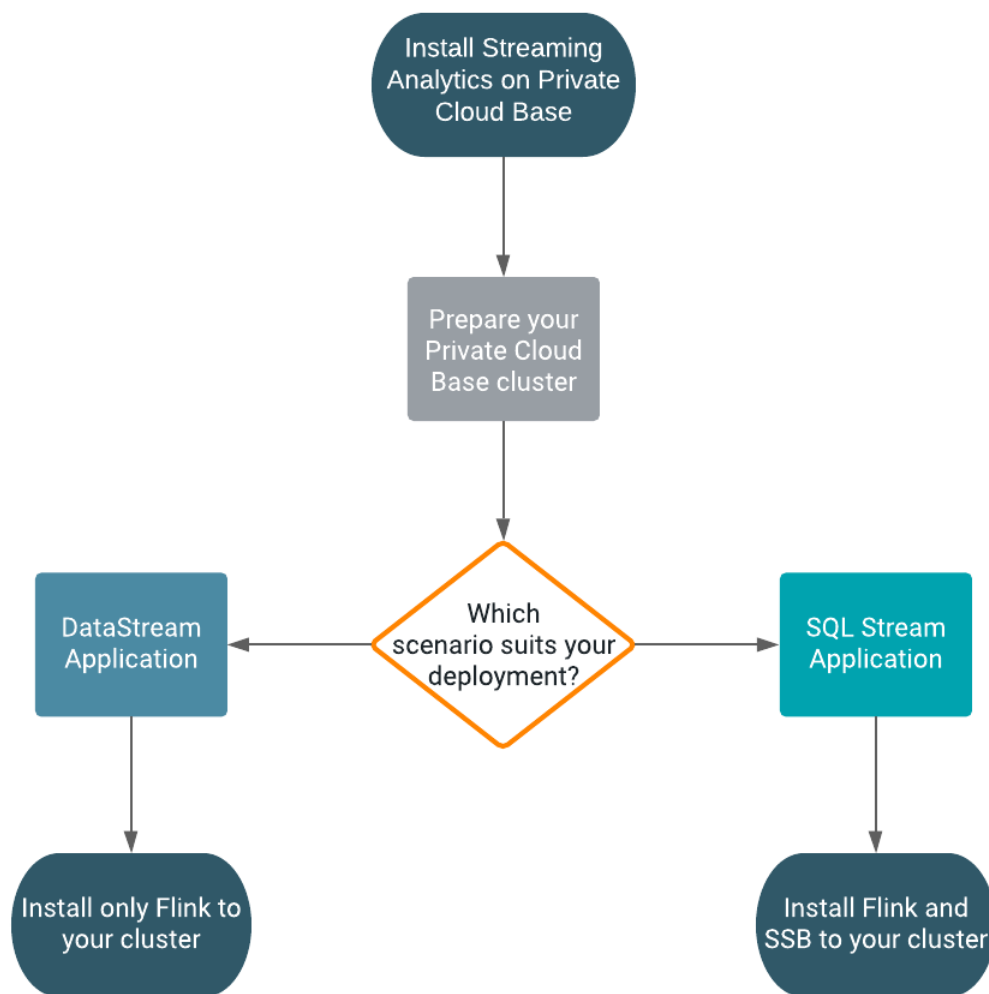 Install Streaming
Analytics on Private
Cloud Base
Prepare your
Private Cloud
Base cluster
Which
scenario suits your
deployment?
DataStream
Application
SQL Stream
Application
Install only Flink to
your cluster
Install Flink and
SSB to your cluster